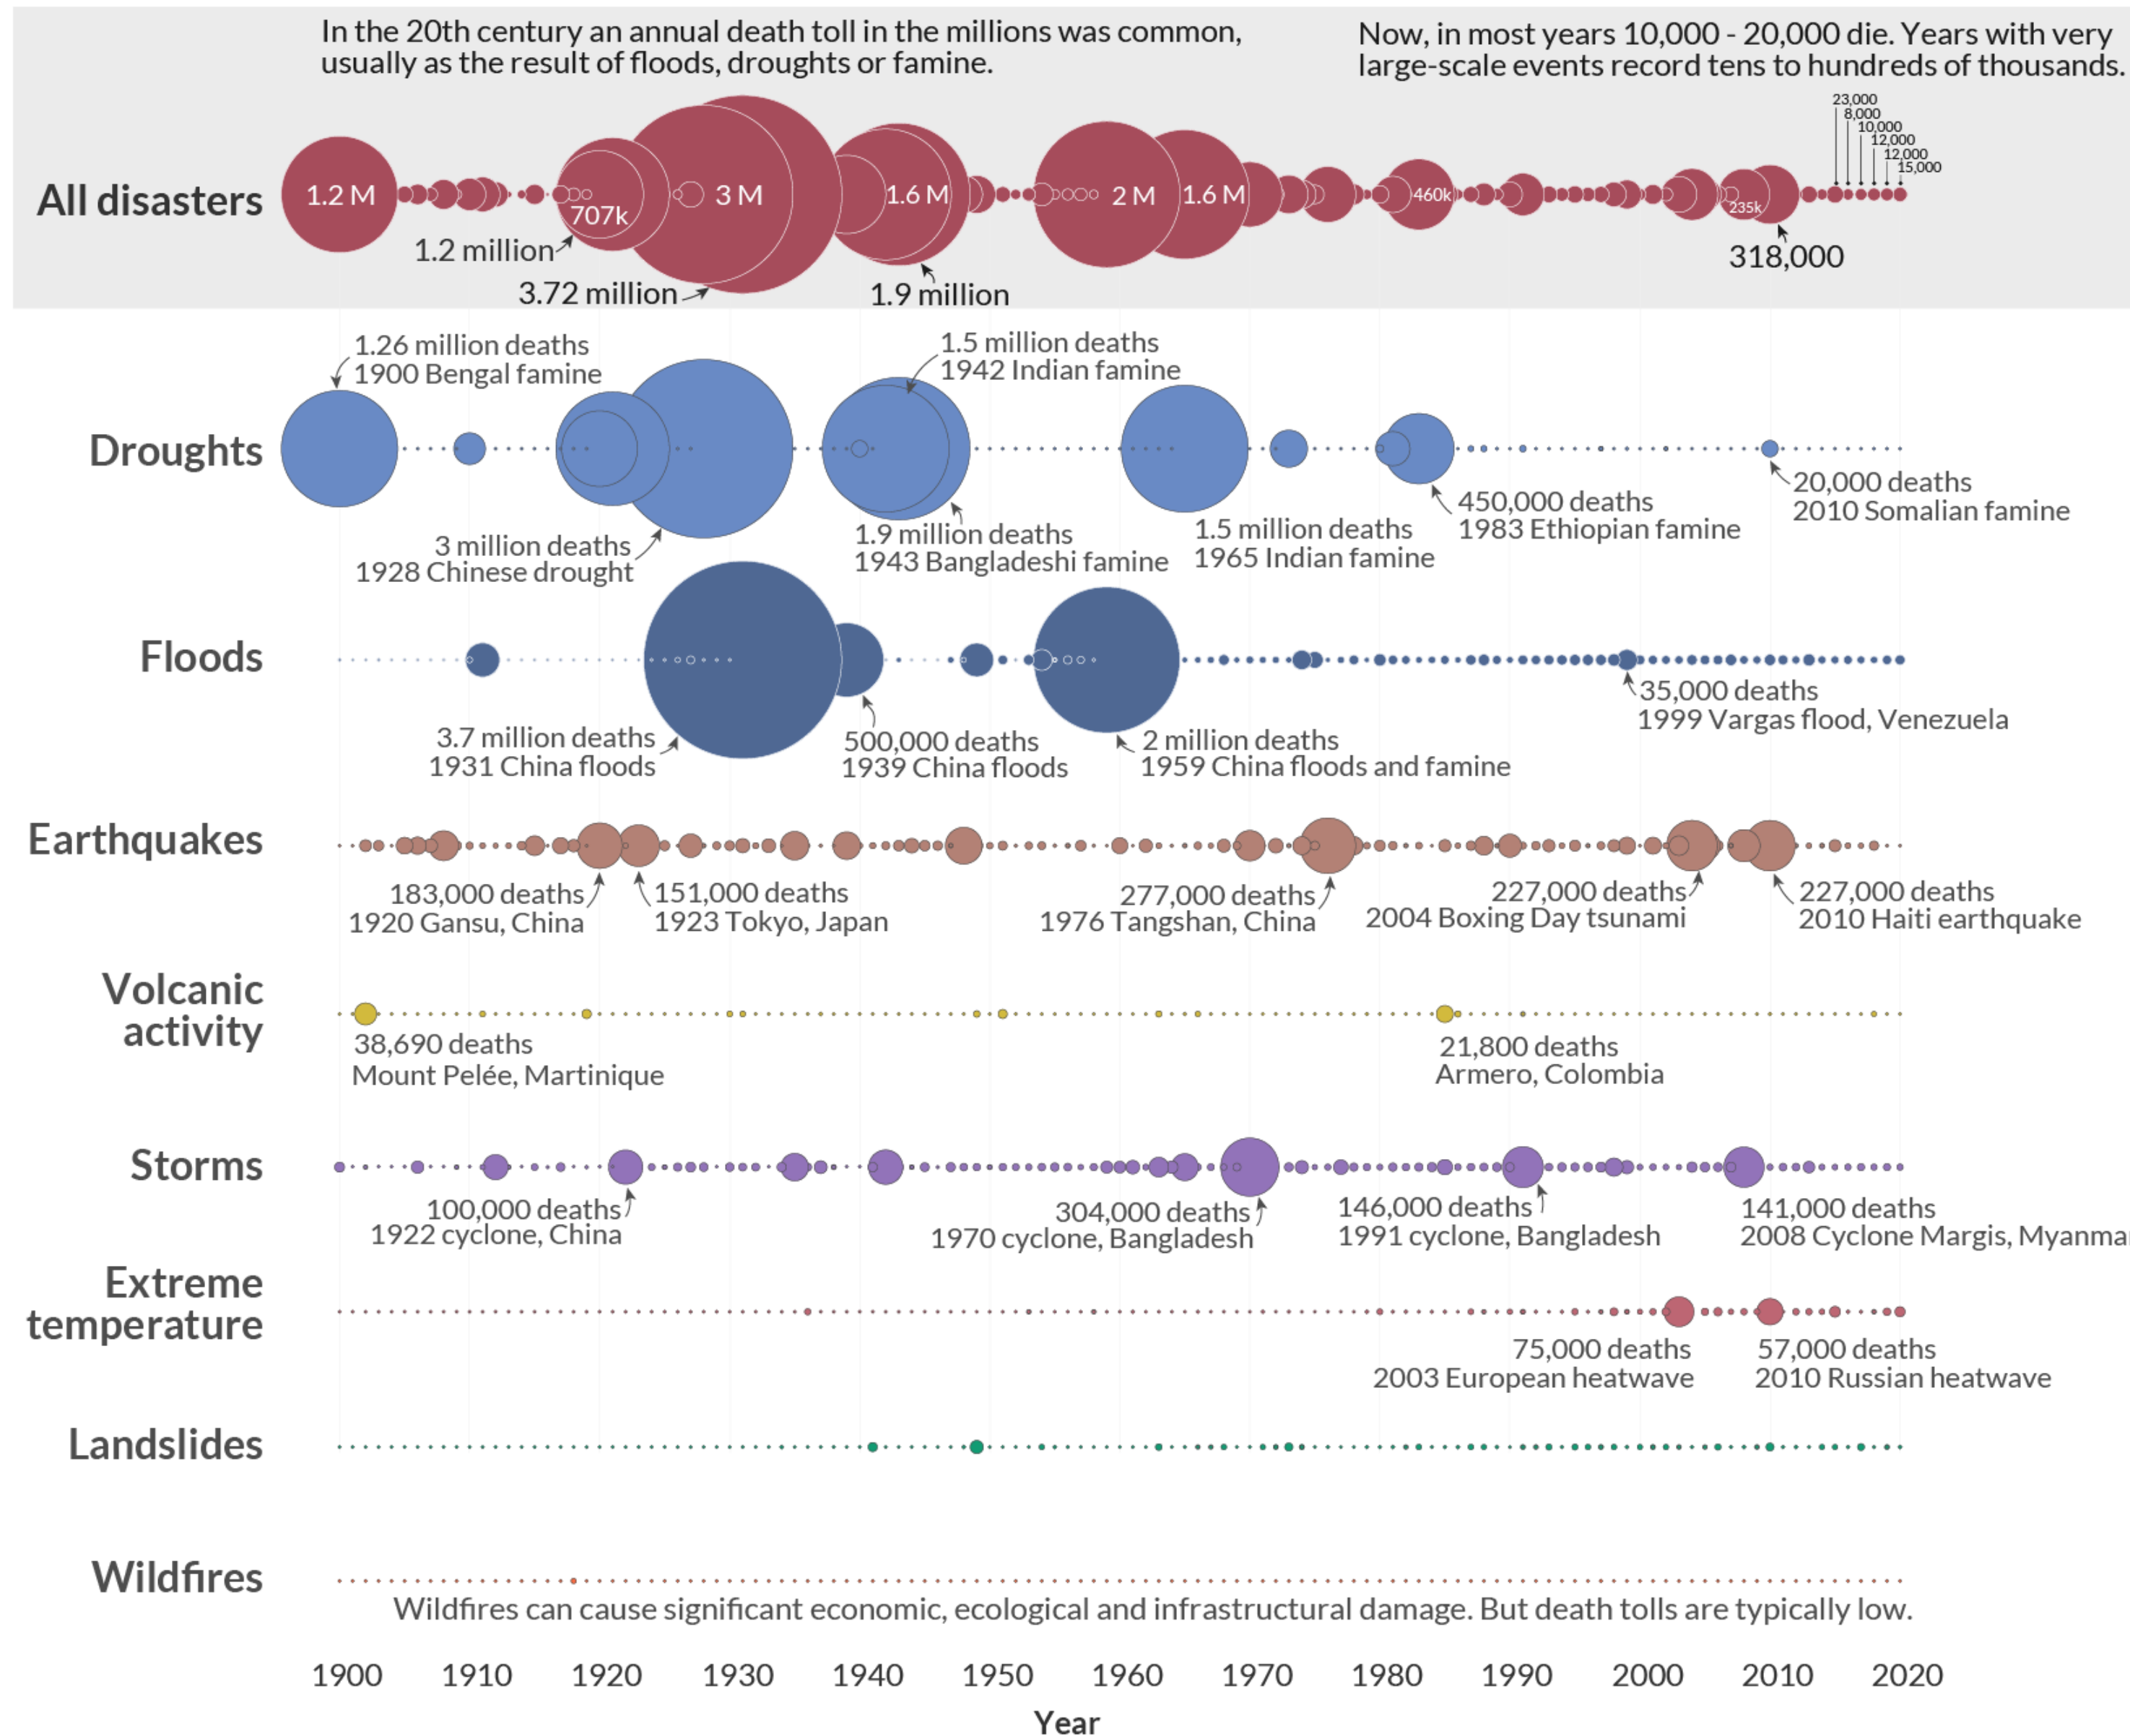 In the 20th century an annual death toll in the millions was common,
usually as the result of floods, droughts or famine.
Now, in most years 10,000 - 20,000 die. Years with very
large-scale events record tens to hundreds of thousands.
23,000
8,000
10,000
12,000
12,000
15,000
All disasters
1.2 M
707k
3 M
1.6 M
2 M
1.6 M
460k
235k
1.2 million
3.72 million
1.9 million
318,000
Droughts
1.26 million deaths
1900 Bengal famine
1.5 million deaths
1942 Indian famine
3 million deaths
1928 Chinese drought
1.9 million deaths
1943 Bangladeshi famine
1.5 million deaths
1965 Indian famine
450,000 deaths
1983 Ethiopian famine
20,000 deaths
2010 Somalian famine
Floods
3.7 million deaths
1931 China floods
500,000 deaths
1939 China floods
2 million deaths
1959 China floods and famine
35,000 deaths
1999 Vargas flood, Venezuela
Earthquakes
183,000 deaths
1920 Gansu, China
151,000 deaths
1923 Tokyo, Japan
277,000 deaths
1976 Tangshan, China
227,000 deaths
2004 Boxing Day tsunami
227,000 deaths
2010 Haiti earthquake
Volcanic
activity
38,690 deaths
Mount Pelée, Martinique
21,800 deaths
Armero, Colombia
Storms
100,000 deaths
1922 cyclone, China
304,000 deaths
1970 cyclone, Bangladesh
146,000 deaths
1991 cyclone, Bangladesh
141,000 deaths
2008 Cyclone Margis, Myanma
Extreme
temperature
75,000 deaths
2003 European heatwave
57,000 deaths
2010 Russian heatwave
Landslides
Wildfires
Wildfires can cause significant economic, ecological and infrastructural damage. But death tolls are typically low.
1900 1910 1920 1930 1940 1950 1960 1970 1980 1990 2000 2010 2020
Year